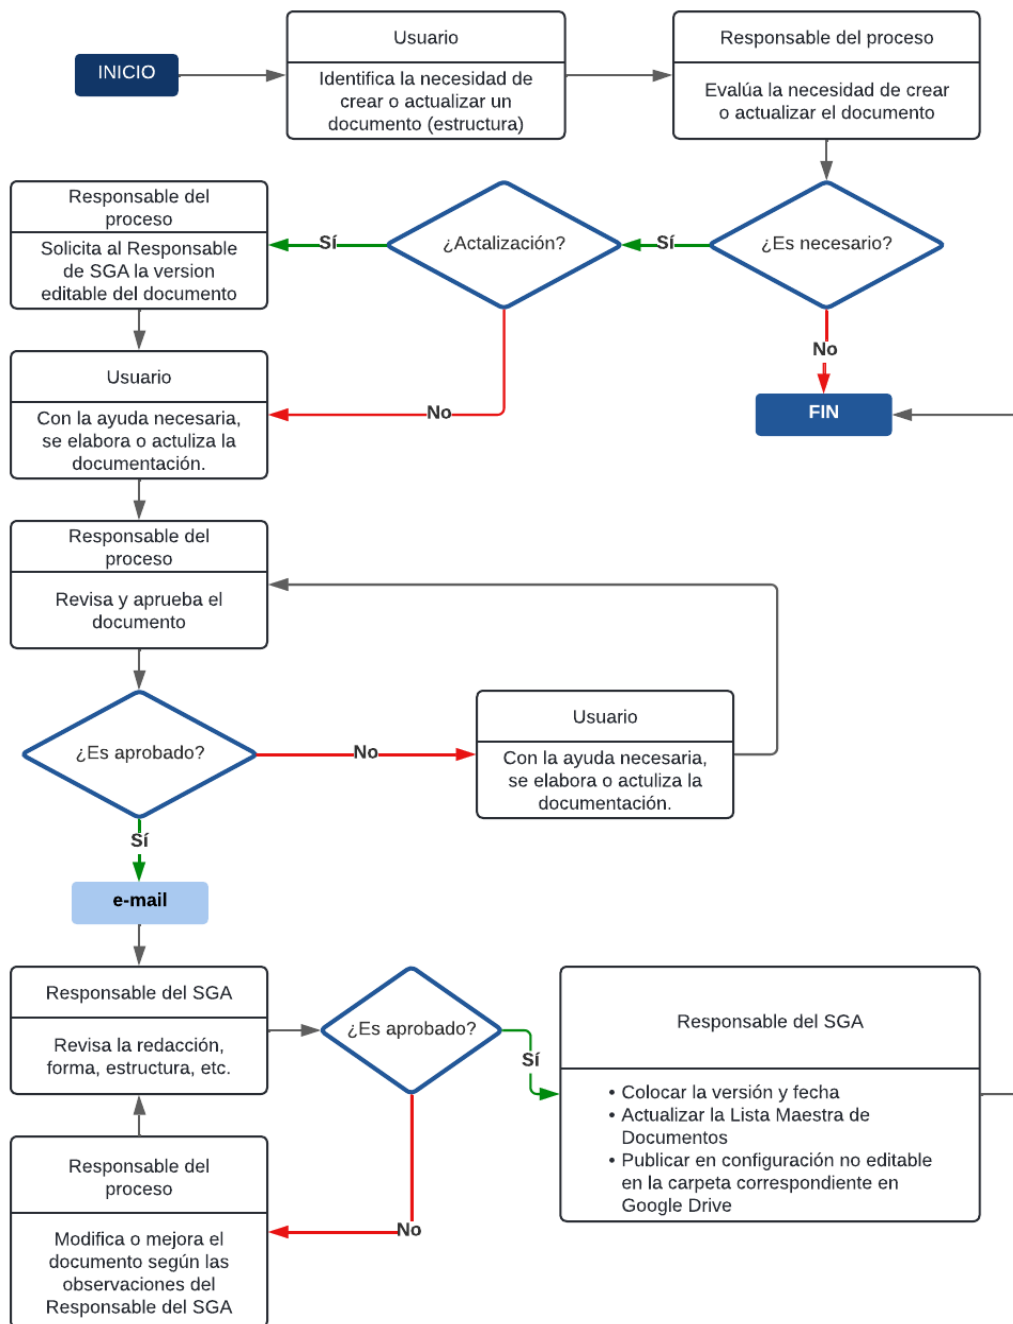 INICIO
Usuario
Identifica la necesidad de
crear o actualizar un
documento (estructura)
Responsable del proceso
Evalúa la necesidad de crear
o actualizar el documento
¿Es necesario?
Sí
No
FIN
¿Actalización?
Sí
No
Responsable del
proceso
Solicita al Responsable
de SGA la version
editable del documento
Usuario
Con la ayuda necesaria,
se elabora o actuliza la
documentación.
Responsable del
proceso
Revisa y aprueba el
documento
¿Es aprobado?
No
Usuario
Con la ayuda necesaria,
se elabora o actuliza la
documentación.
Sí
e-mail
Responsable del SGA
Revisa la redacción,
forma, estructura, etc.
¿Es aprobado?
Sí
Responsable del SGA
• Colocar la versión y fecha
• Actualizar la Lista Maestra de
Documentos
• Publicar en configuración no editable
en la carpeta correspondiente en
Google Drive
No
Responsable del
proceso
Modifica o mejora el
documento según las
observaciones del
Responsable del SGA